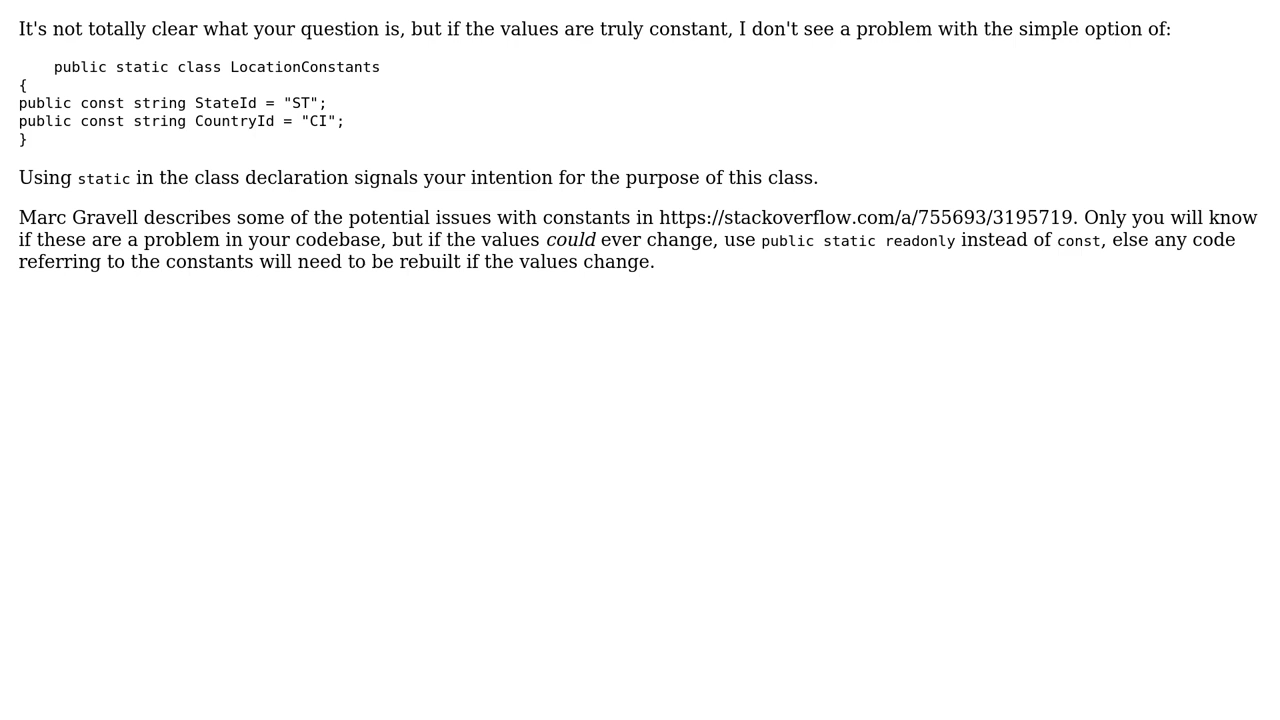 It's not totally clear what your question is, but if the values are truly constant, I don't see a problem with the simple option of:
    public static class LocationConstants
{
public const string StateId = "ST";
public const string CountryId = "CI";
}
Using static in the class declaration signals your intention for the purpose of this class.
Marc Gravell describes some of the potential issues with constants in https://stackoverflow.com/a/755693/3195719. Only you will know
if these are a problem in your codebase, but if the values could ever change, use public static readonly instead of const, else any code
referring to the constants will need to be rebuilt if the values change.